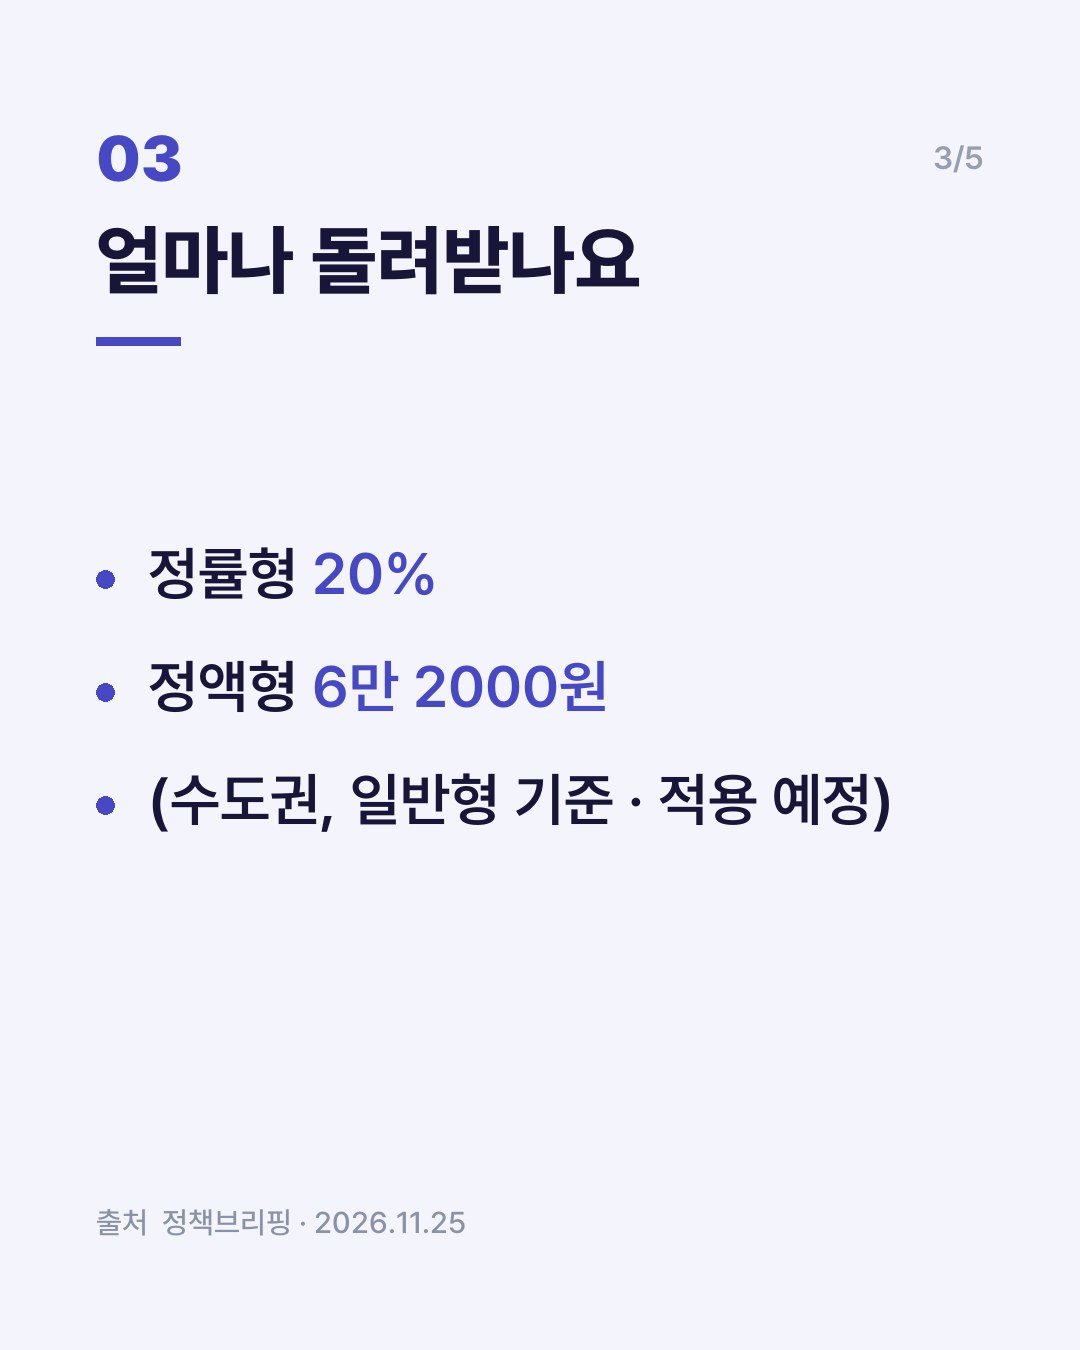 03
3/5
얼마나 돌려받나요
정률형 20%
정액형 6만 2000원
(수도권, 일반형 기준 · 적용 예정)
출처 정책브리핑 · 2026.11.25